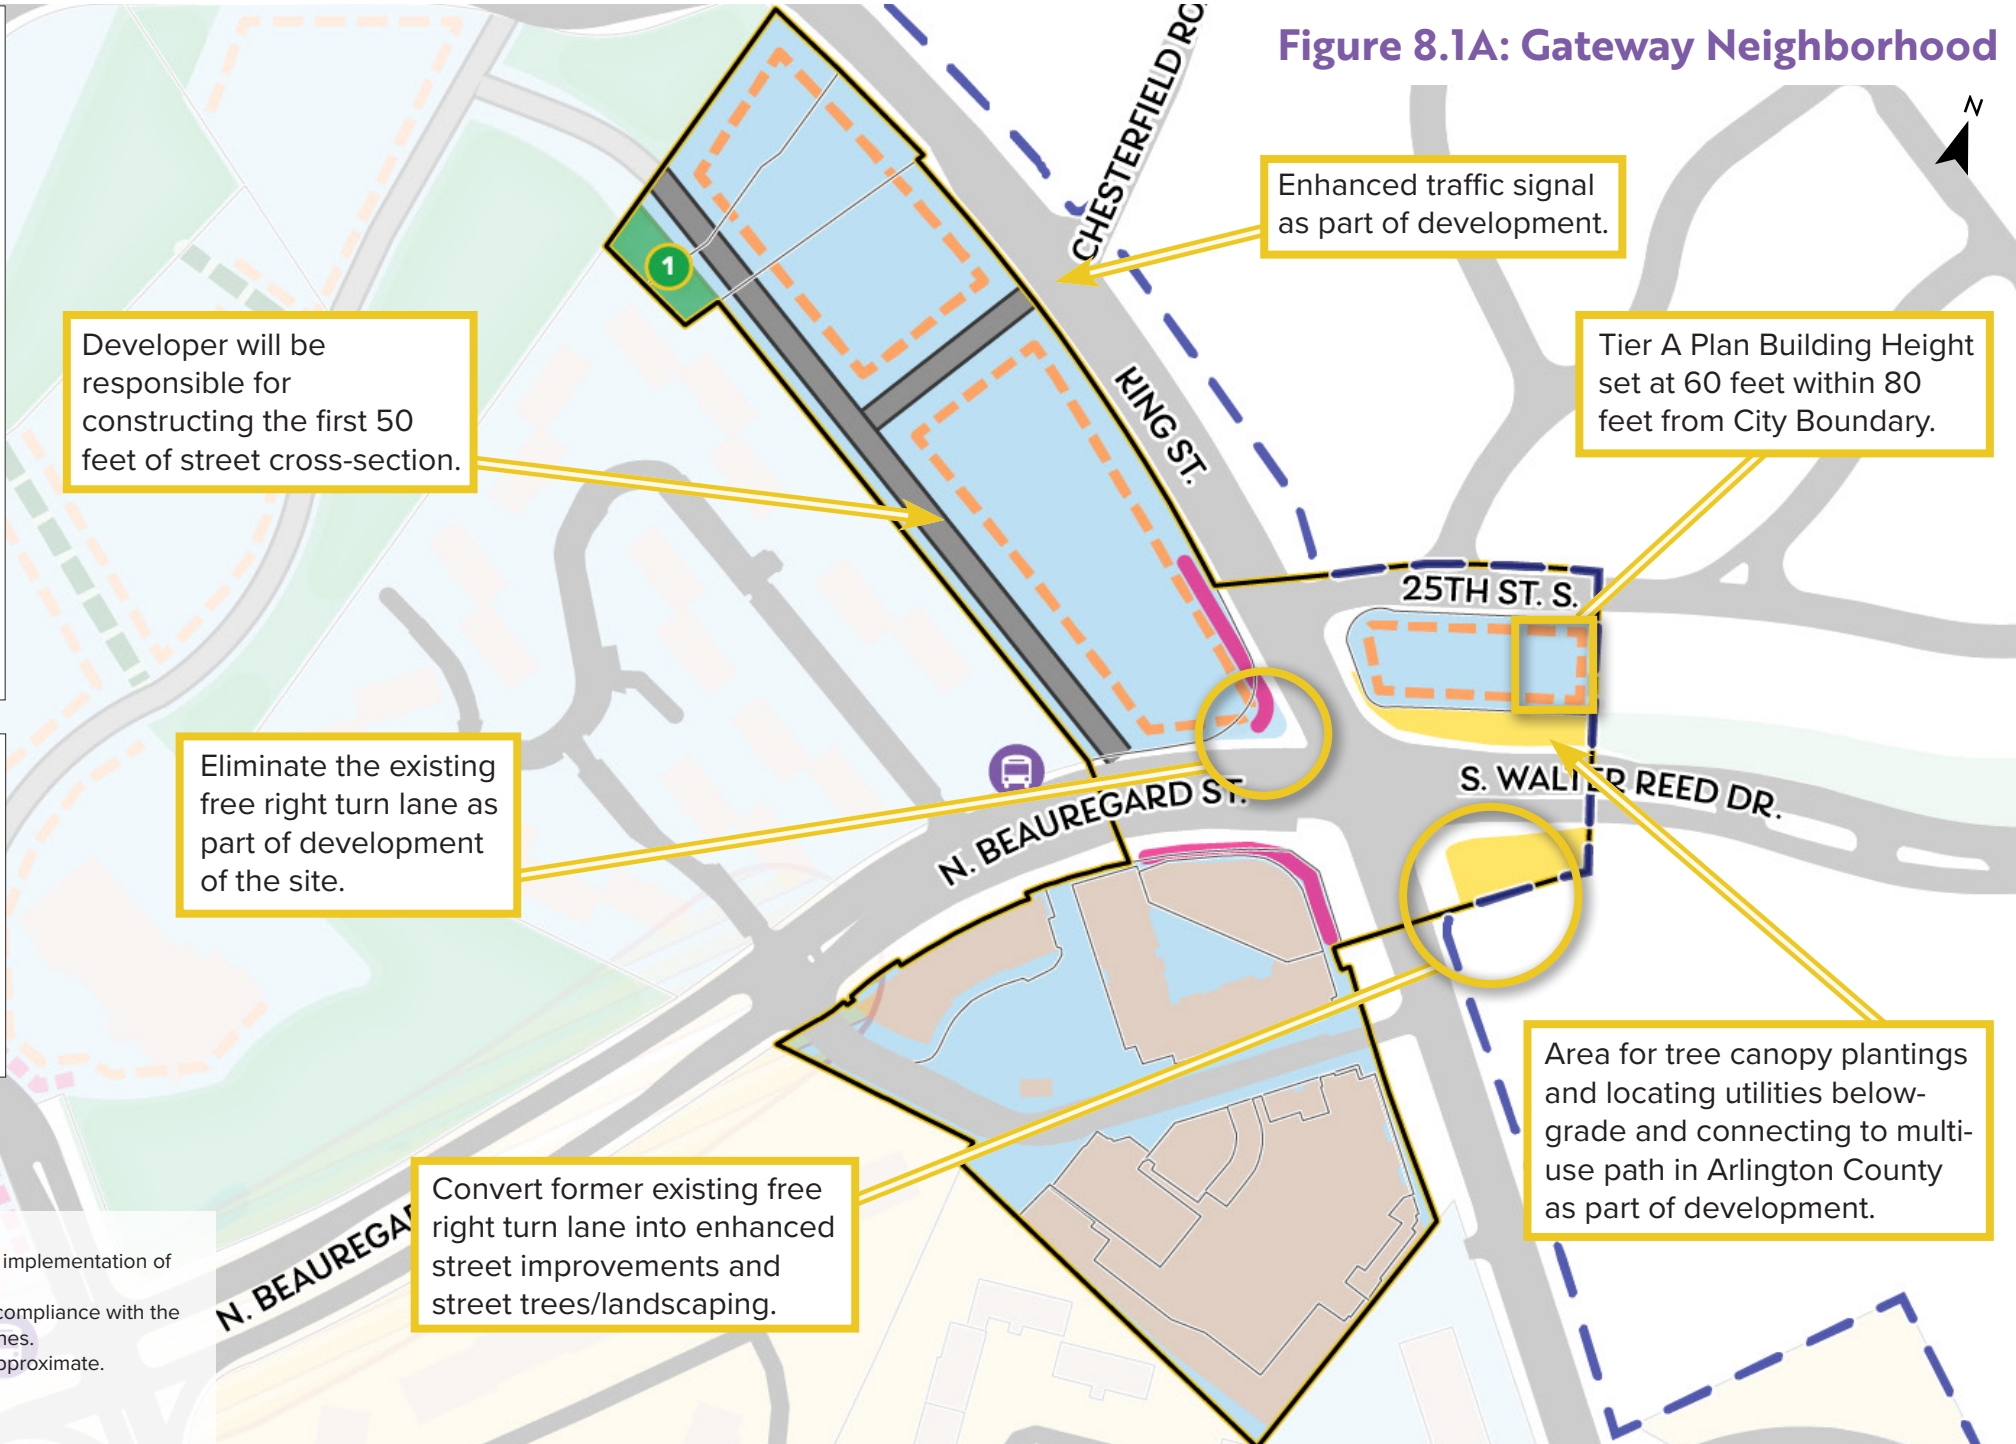 Figure 8.1A: Gateway Neighborhood
N
CHESTERFIELD
Enhanced traffic signal
as part of development.
1
Developer will be
responsible for
constructing the first 50
feet of street cross-section.
Tier A Plan Building Height
set at 60 feet within 80
feet from City Boundary.
KING ST.
25TH ST. S.
Eliminate the existing
free right turn lane as
part of development
of the site.
N. BEAUREGARD ST.
S. WALTER REED DR.
Area for tree canopy plantings
and locating utilities below-
grade and connecting to multi-
use path in Arlington County
as part of development.
Convert former existing free
right turn lane into enhanced
street improvements and
street trees/landscaping.
N.
implementation of
compliance with the